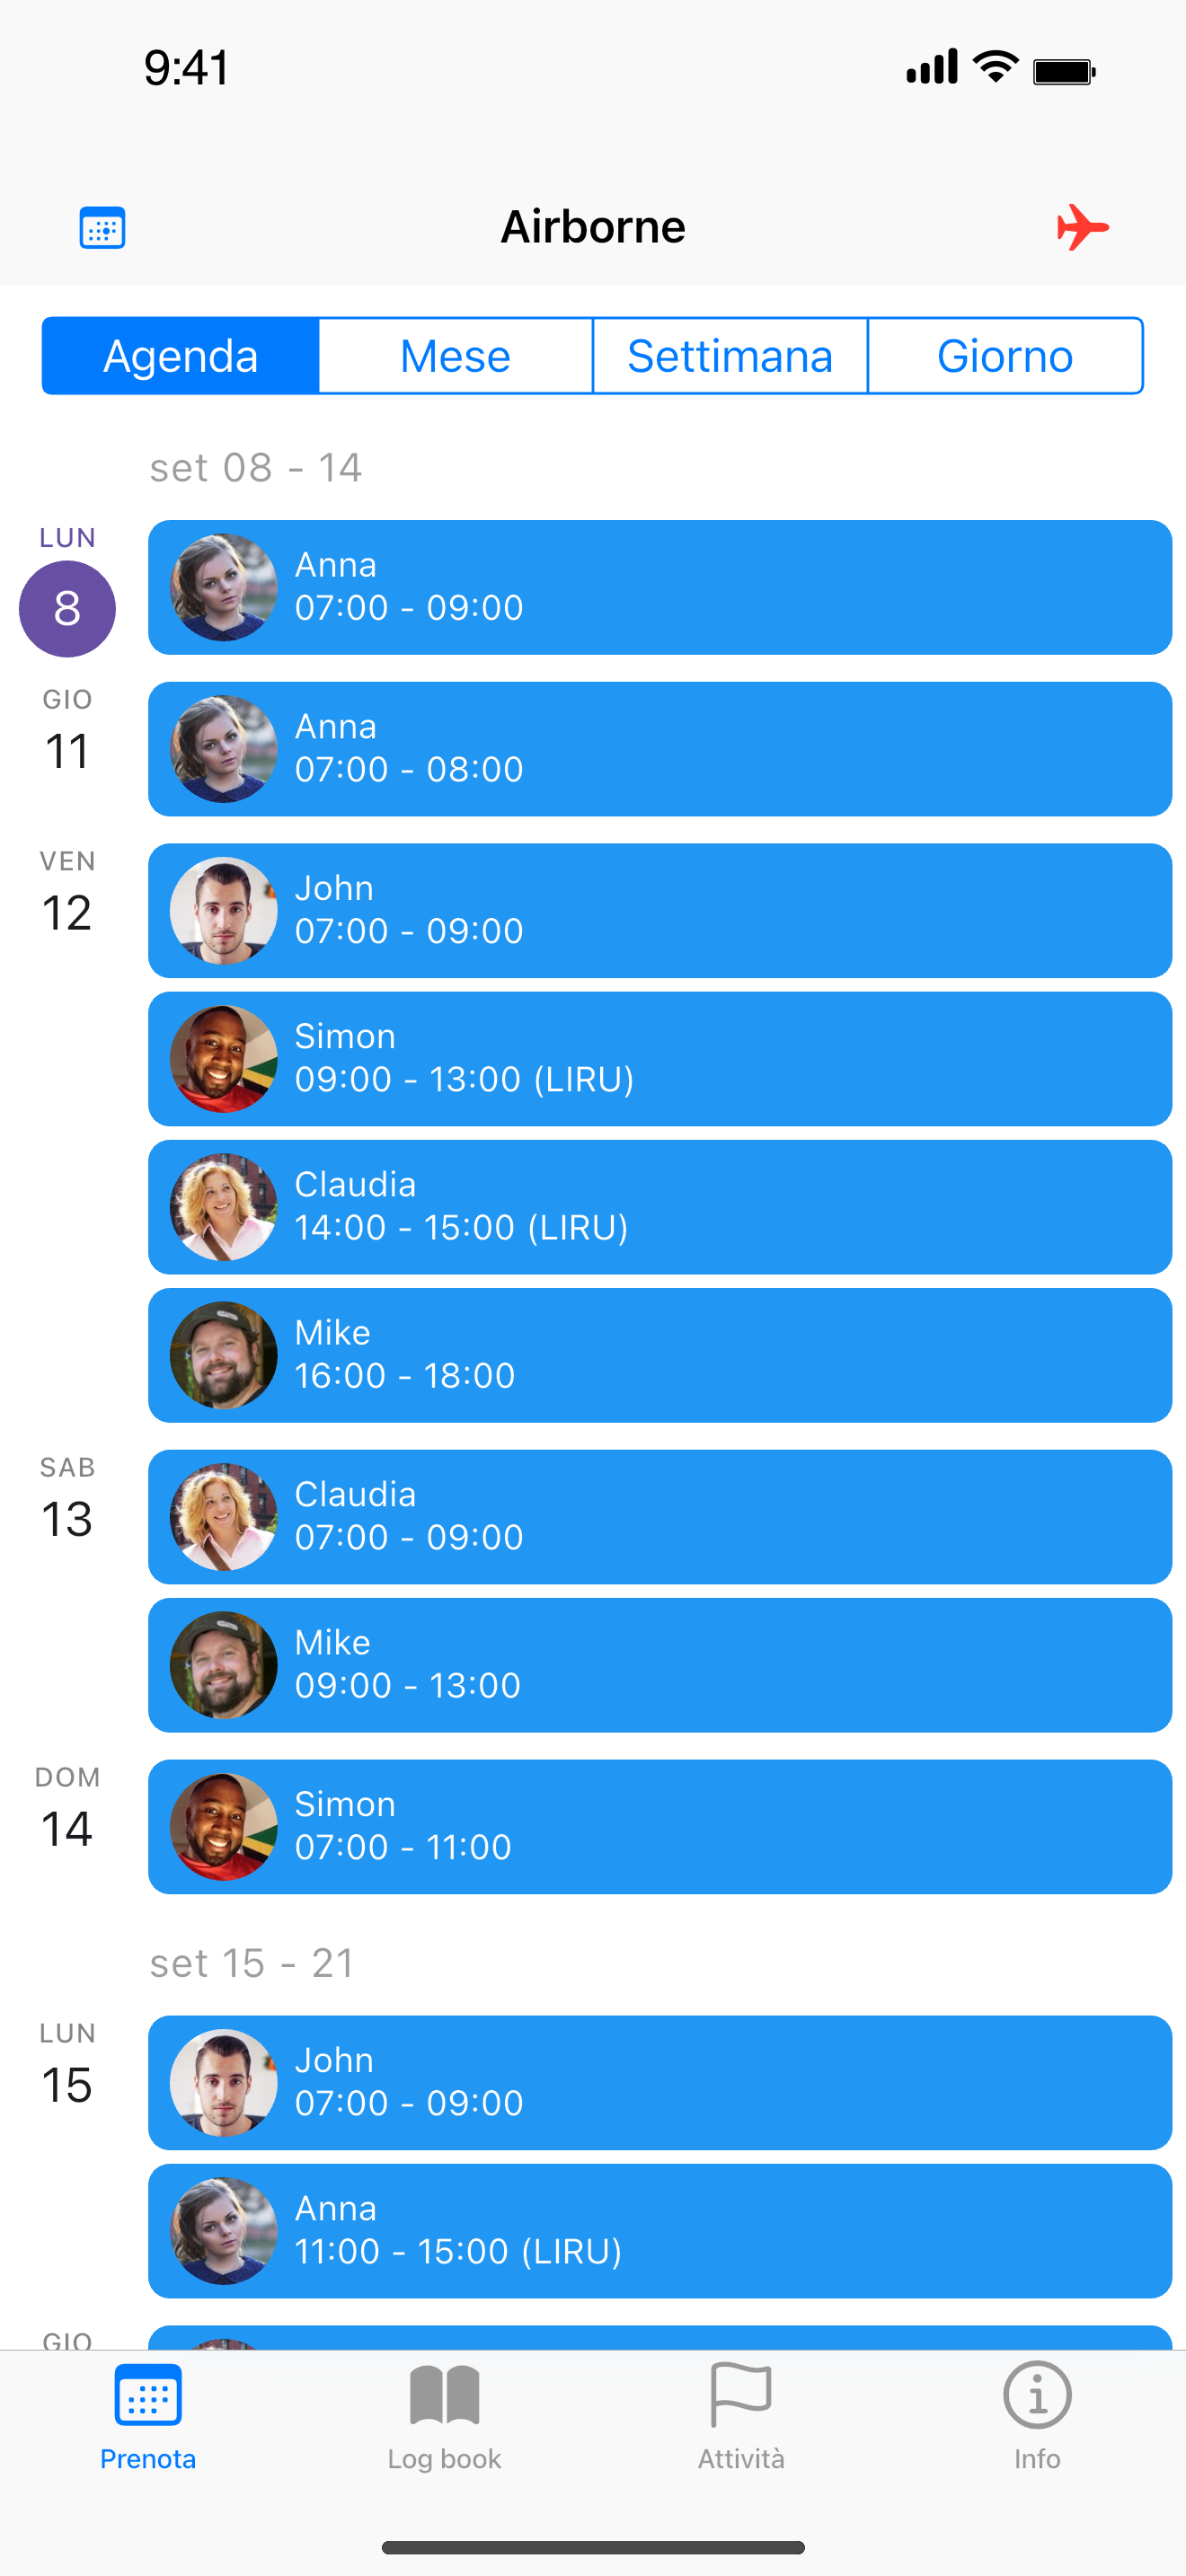 9:41
Airborne
Agenda
Mese
Settimana
Giorno
set 08 - 14
LUN
8
Anna
07:00 - 09:00
GIO
11
Anna
07:00 - 08:00
VEN
12
John
07:00 - 09:00
Simon
09:00 - 13:00 (LIRU)
Claudia
14:00 - 15:00 (LIRU)
Mike
16:00 - 18:00
SAB
13
Claudia
07:00 - 09:00
Mike
09:00 - 13:00
DOM
14
Simon
07:00 - 11:00
set 15 - 21
LUN
15
John
07:00 - 09:00
Anna
11:00 - 15:00 (LIRU)
GIO
Prenota
Log book
Attività
Info